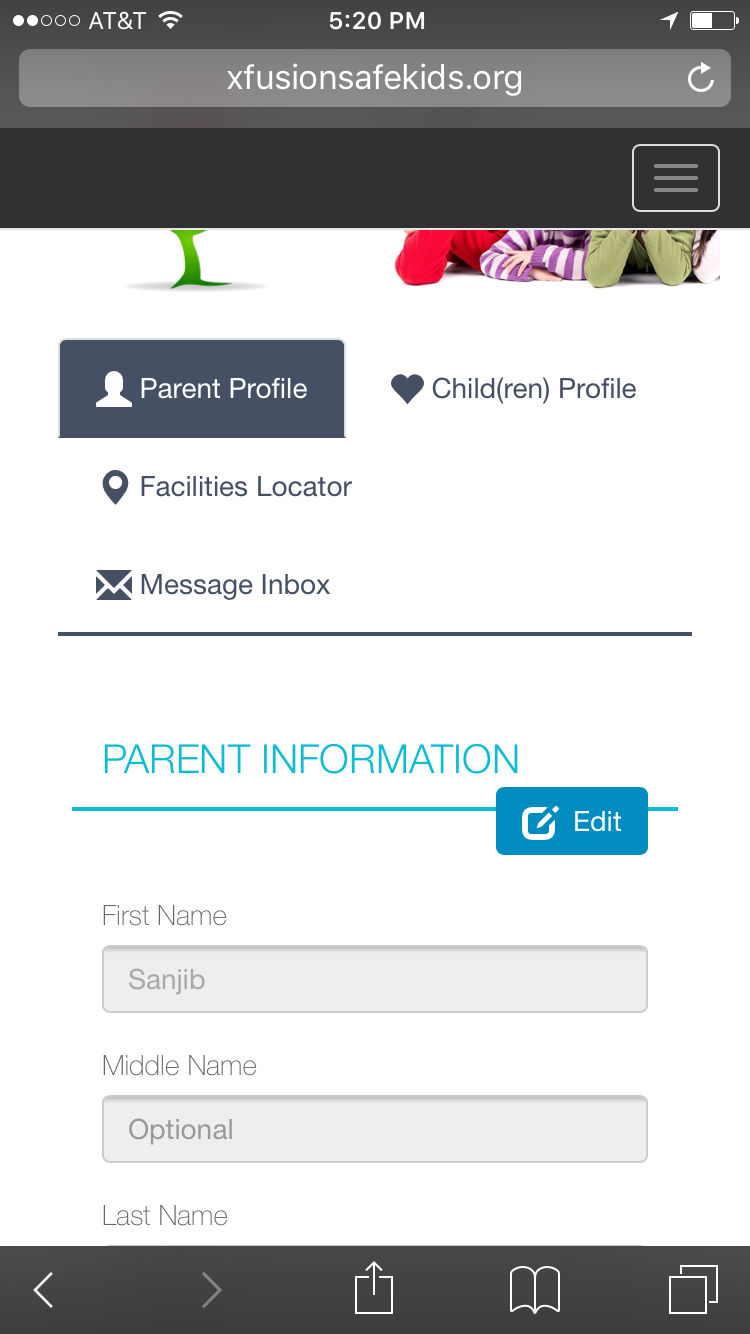 AT&T 5:20 PM
xfusionsafekids.org
Parent Profile Child(ren) Profile
Facilities Locator
Message Inbox
PARENT INFORMATION
Edit
First Name
Sanjib
Middle Name
Optional
Last Name